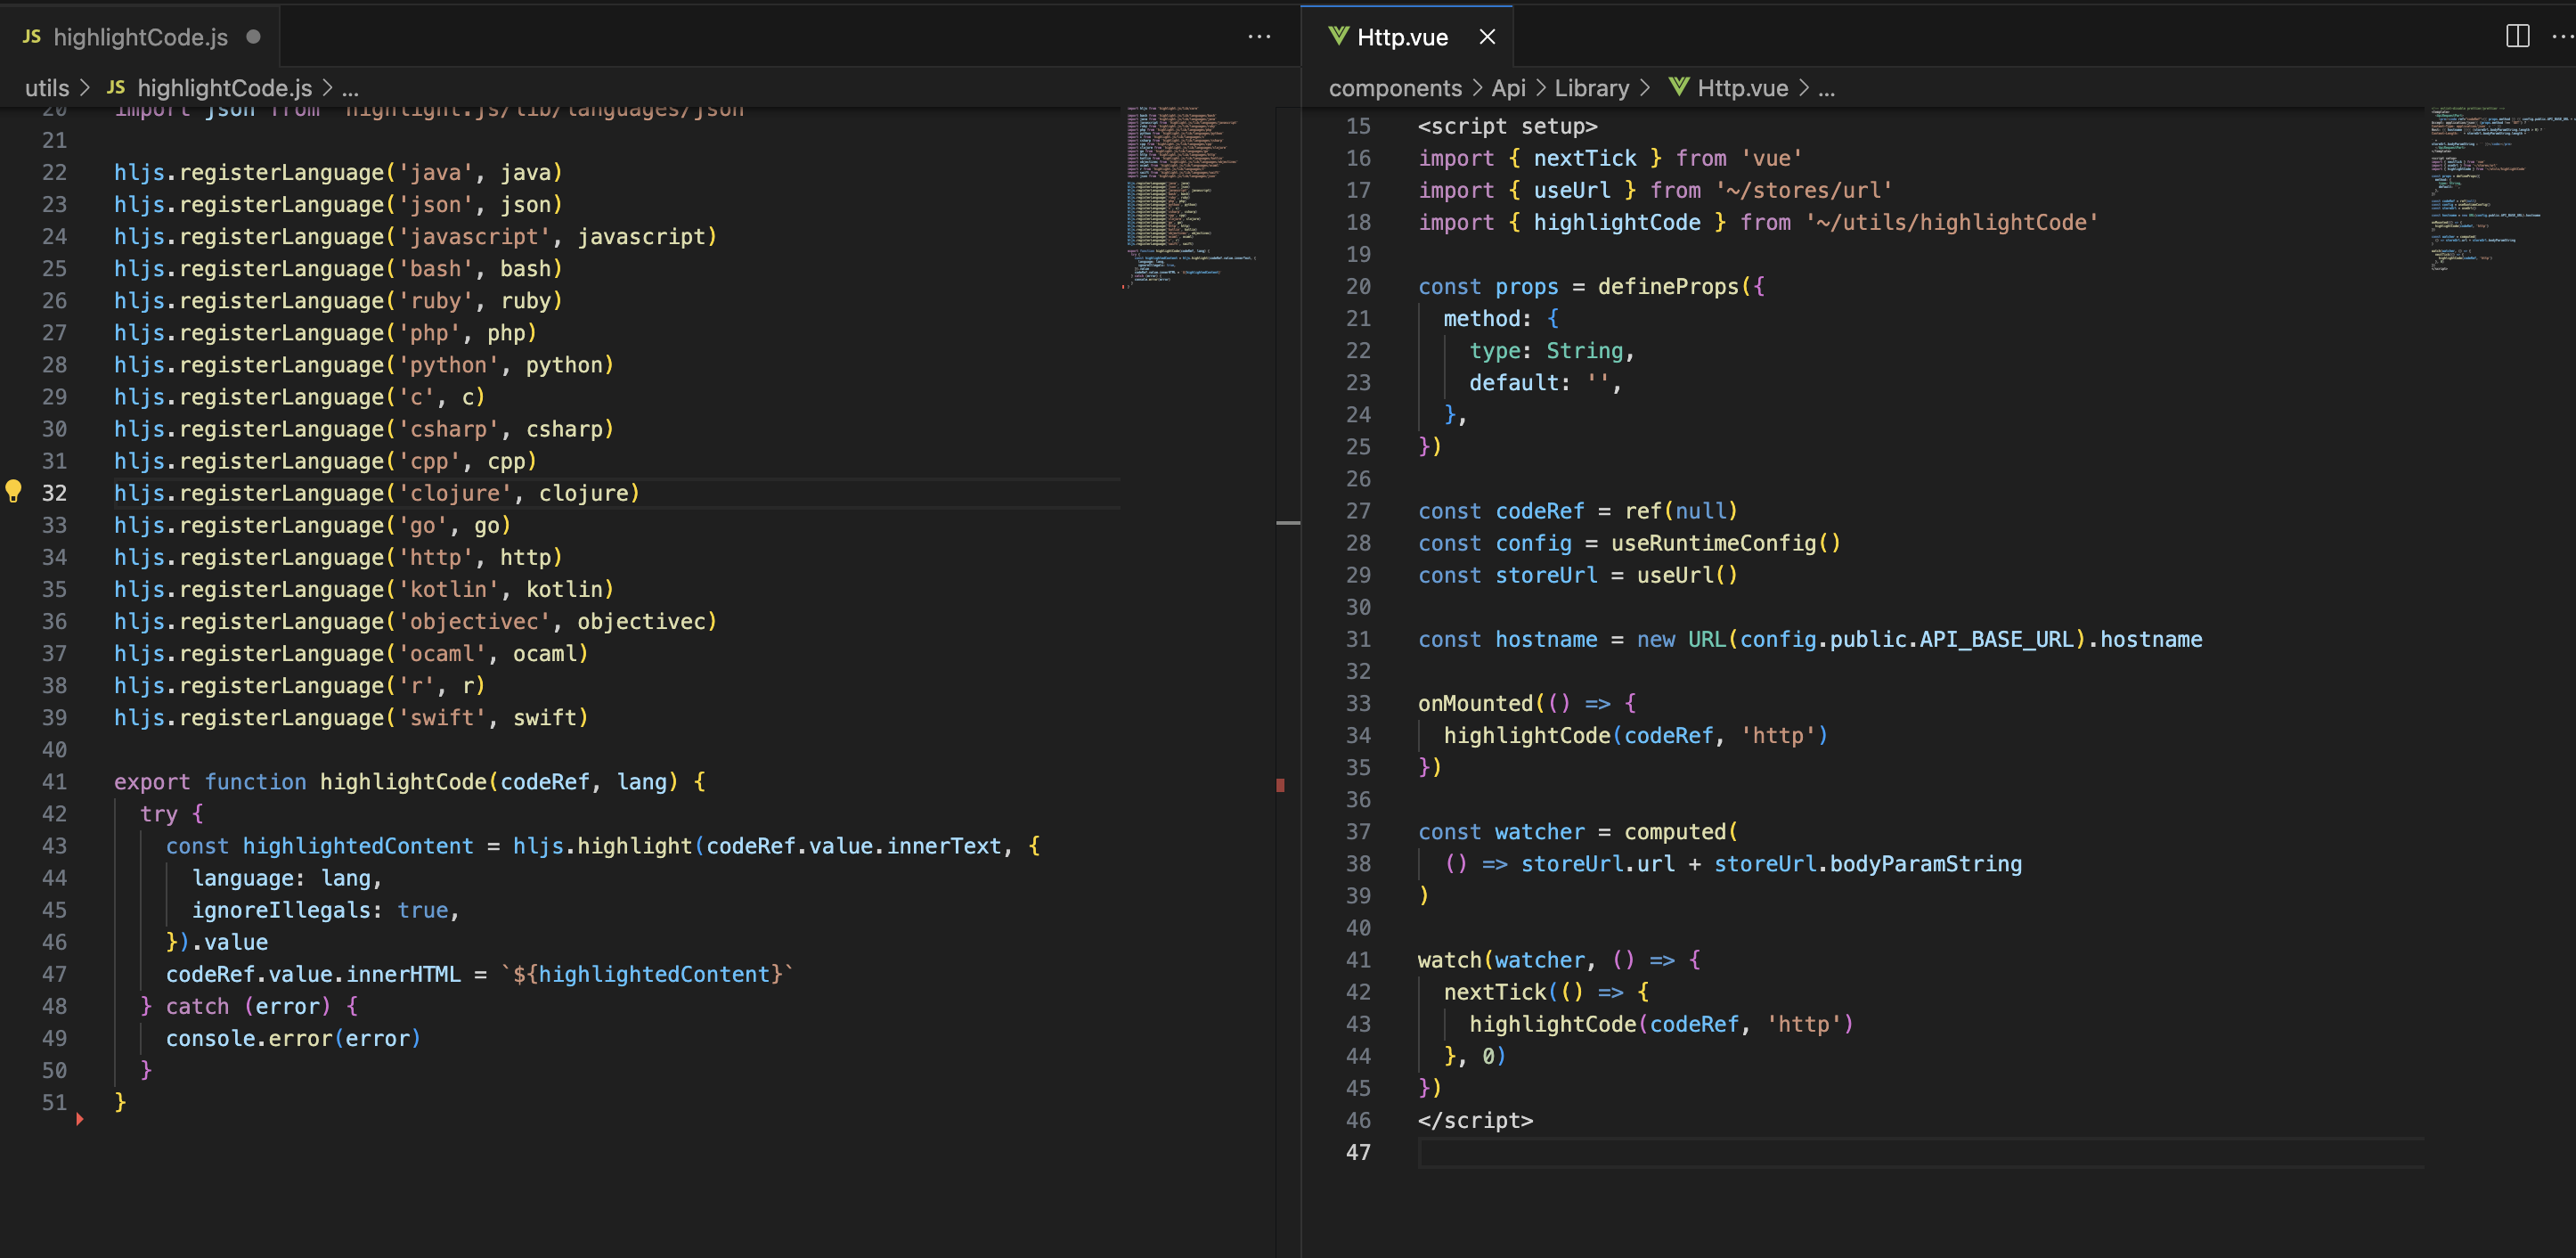 JS highlightCode.js
utils > JS highlightCode.js > ...
20 import json from 'highlight.js/lib/languages/json'
21
22 hljs.registerLanguage('java', java)
23 hljs.registerLanguage('json', json)
24 hljs.registerLanguage('javascript', javascript)
25 hljs.registerLanguage('bash', bash)
26 hljs.registerLanguage('ruby', ruby)
27 hljs.registerLanguage('php', php)
28 hljs.registerLanguage('python', python)
29 hljs.registerLanguage('c', c)
30 hljs.registerLanguage('csharp', csharp)
31 hljs.registerLanguage('cpp', cpp)
32 hljs.registerLanguage('clojure', clojure)
33 hljs.registerLanguage('go', go)
34 hljs.registerLanguage('http', http)
35 hljs.registerLanguage('kotlin', kotlin)
36 hljs.registerLanguage('objectivec', objectivec)
37 hljs.registerLanguage('ocaml', ocaml)
38 hljs.registerLanguage('r', r)
39 hljs.registerLanguage('swift', swift)
40
41 export function highlightCode(codeRef, lang) {
42 try {
43 const highlightedContent = hljs.highlight(codeRef.value.innerText, {
44 language: lang,
45 ignoreIllegals: true,
46 }).value
47 codeRef.value.innerHTML = `${highlightedContent}`
48 } catch (error) {
49 console.error(error)
50 }
51 }
Http.vue
components > Api > Library > Http.vue > ...
15 <script setup>
16 import { nextTick } from 'vue'
17 import { useUrl } from '~/stores/url'
18 import { highlightCode } from '~/utils/highlightCode'
19
20 const props = defineProps({
21 method: {
22 type: String,
23 default: '',
24 },
25 })
26
27 const codeRef = ref(null)
28 const config = useRuntimeConfig()
29 const storeUrl = useUrl()
30
31 const hostname = new URL(config.public.API_BASE_URL).hostname
32
33 onMounted(() => {
34 highlightCode(codeRef, 'http')
35 })
36
37 const watcher = computed(
38 () => storeUrl.url + storeUrl.bodyParamString
39 )
40
41 watch(watcher, () => {
42 nextTick(() => {
43 highlightCode(codeRef, 'http')
44 }, 0)
45 })
46 </script>
47